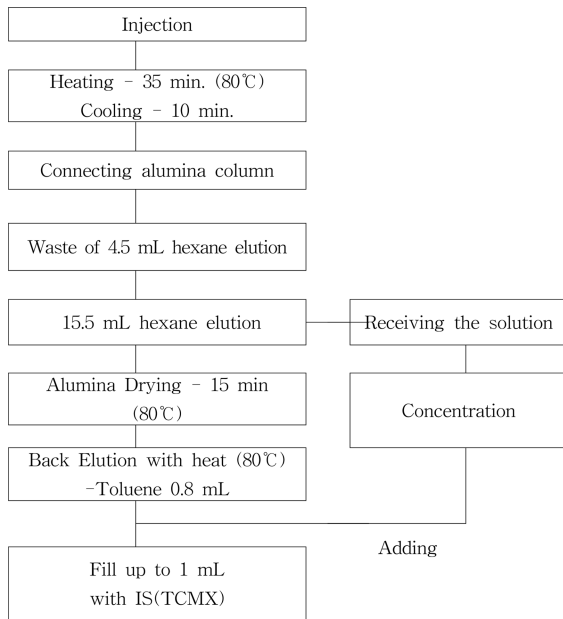 Injection
Heating - 35 min. (80℃)
Cooling - 10 min.
Connecting alumina column
Waste of 4.5 mL hexane elution
15.5 mL hexane elution
Receiving the solution
Alumina Drying - 15 min
(80℃)
Concentration
Back Elution with heat (80℃)
-Toluene 0.8 mL
Adding
Fill up to 1 mL
with IS(TCMX)